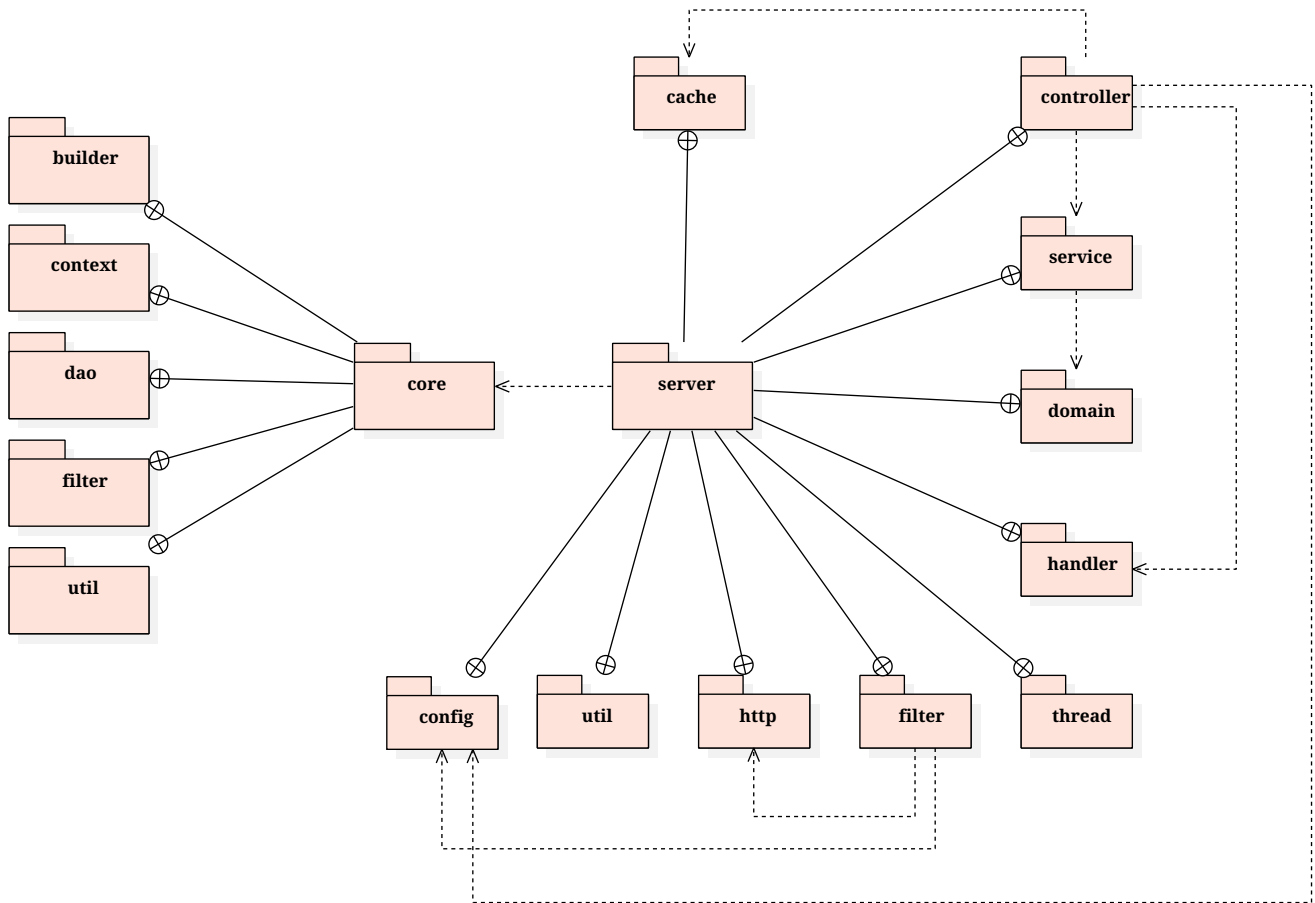 cache
controller
builder
context
service
dao
core
server
domain
filter
util
handler
config
util
http
filter
thread